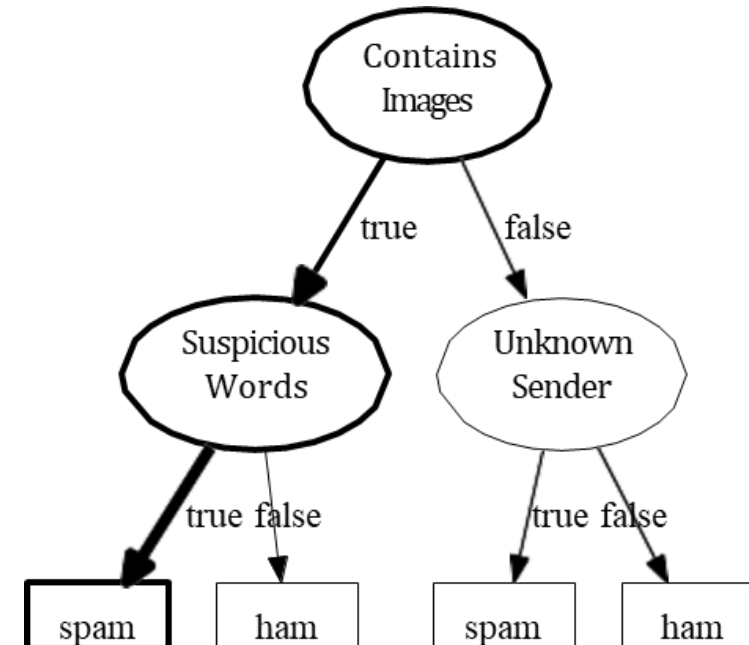 Contains
Images
true
false
Suspicious
Words
Unknown
Sender
true false
true false
spam
ham
spam
ham